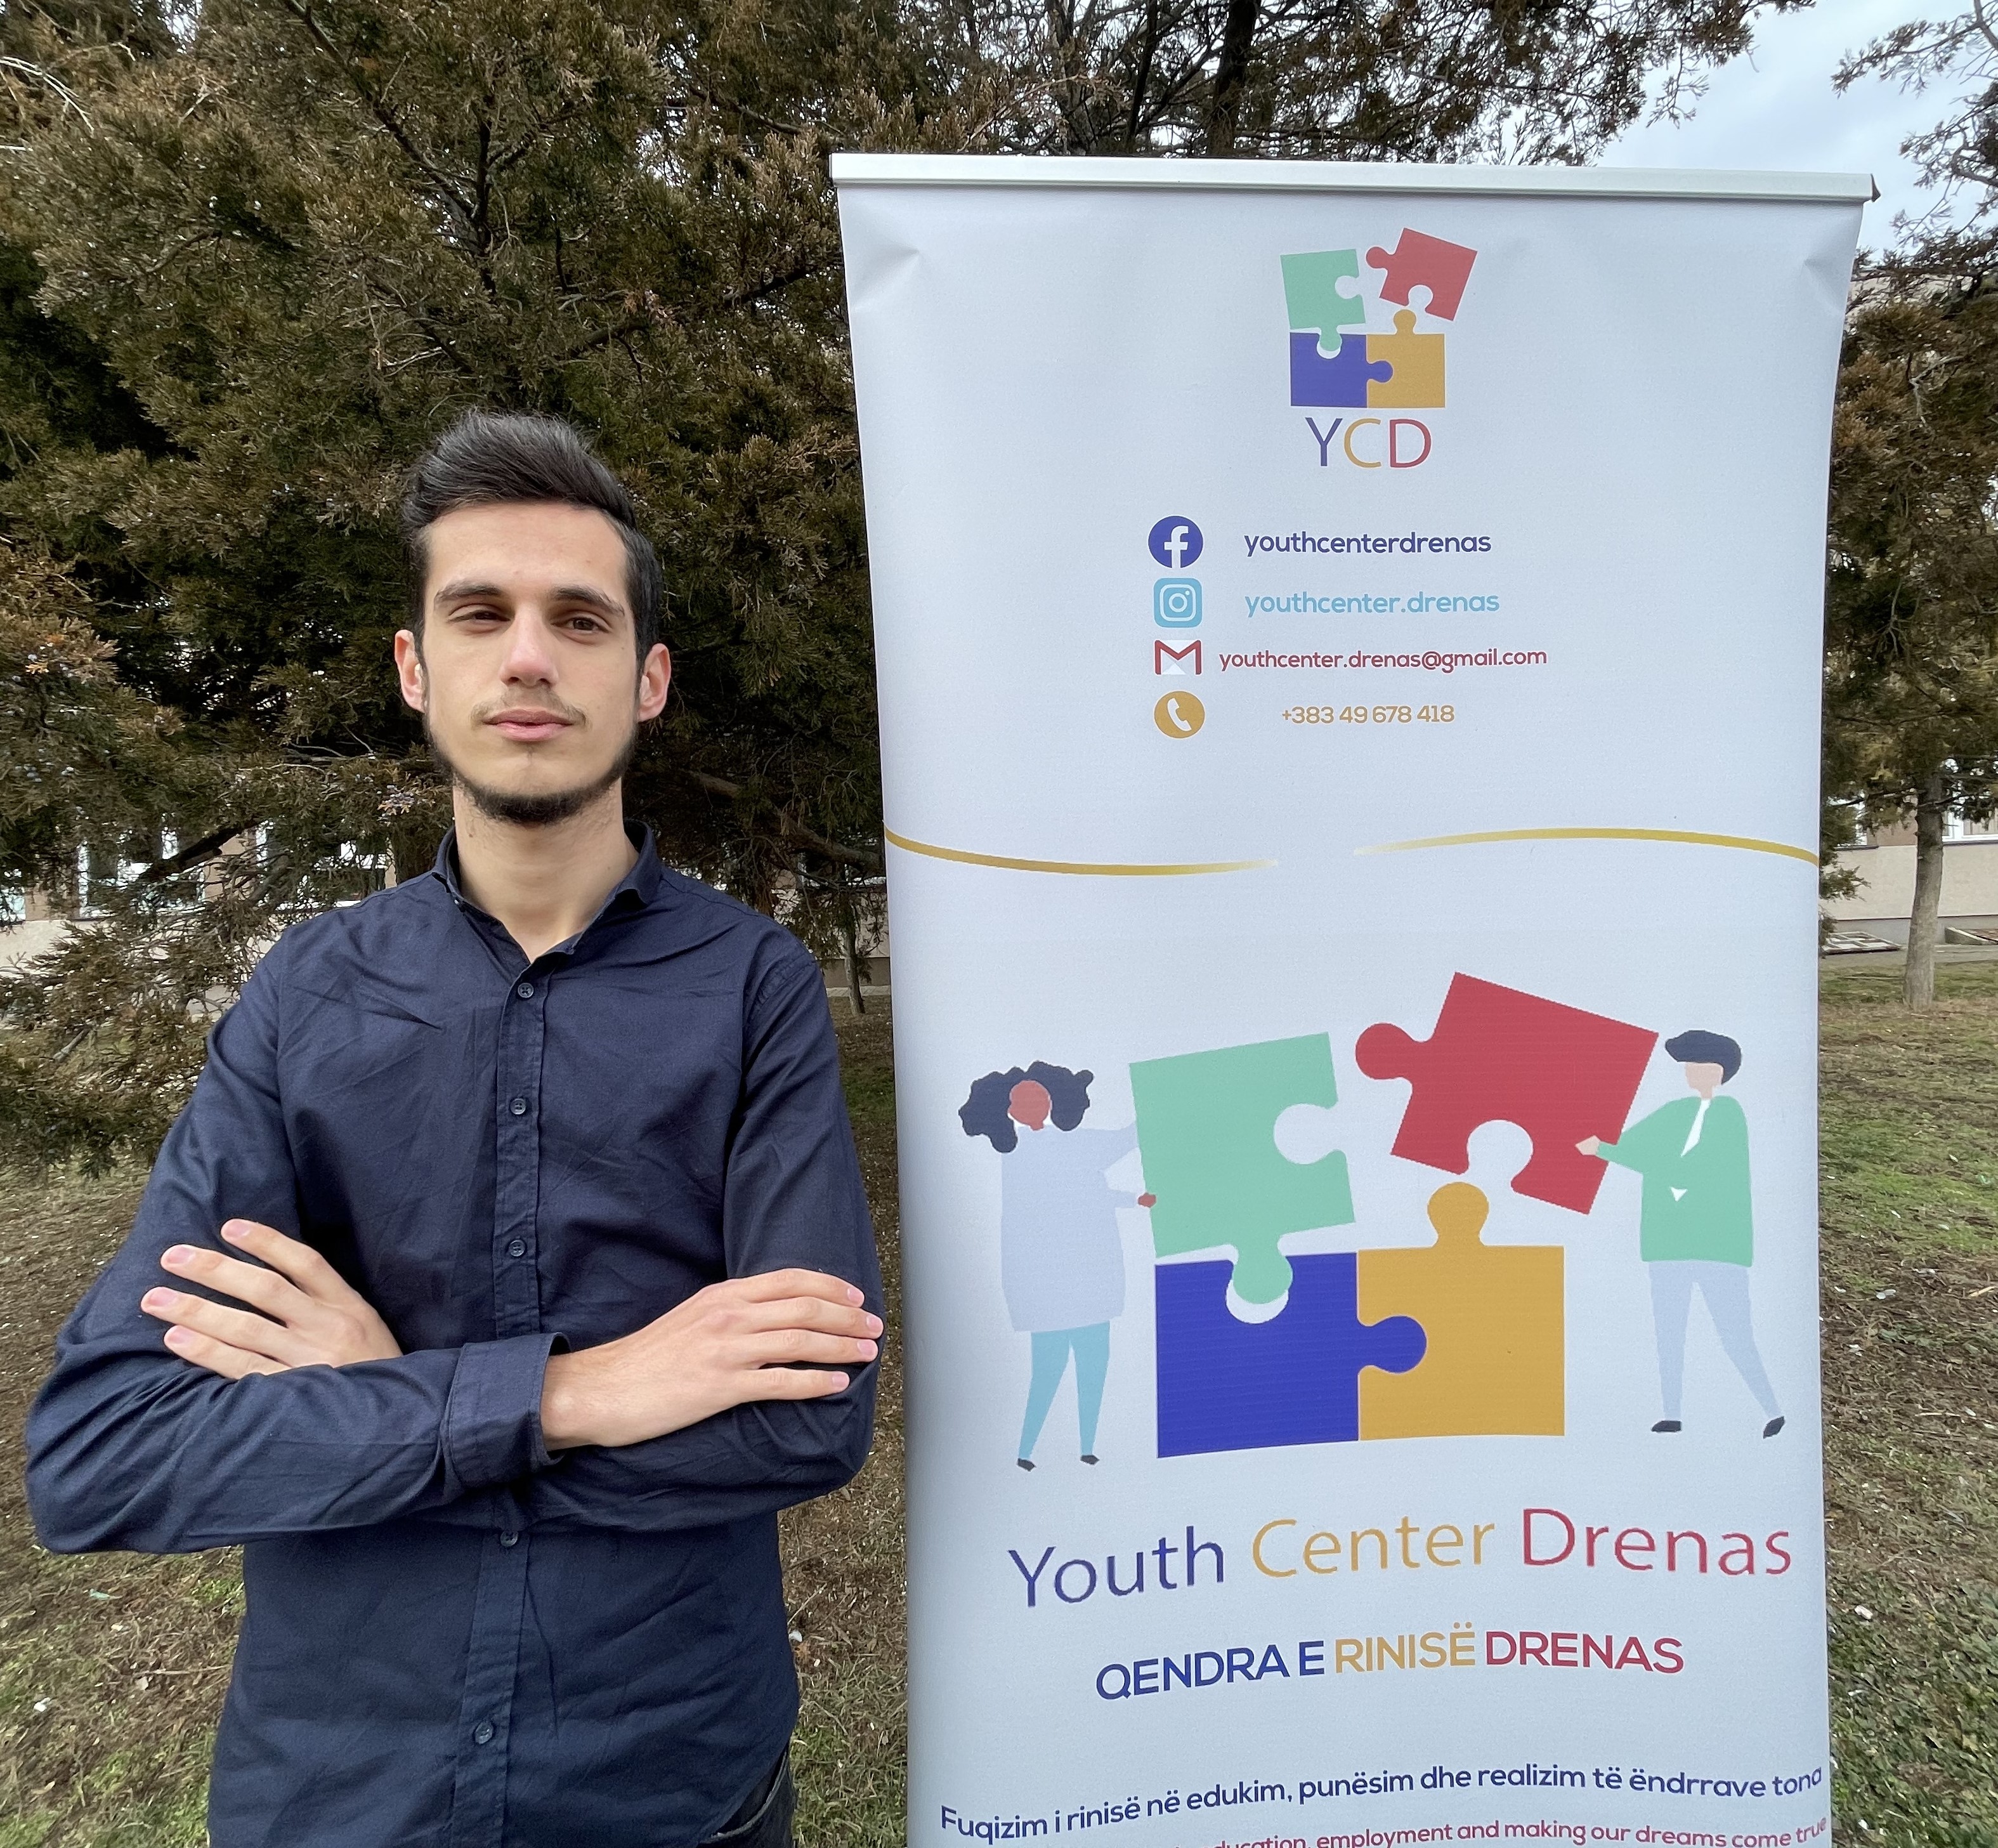 YCD
youthcenterdrenas
youthcenter.drenas
youthcenter.drenas@gmail.com
+383 49 678 418
Youth Center Drenas
QENDRA E RINISË DRENAS
Fuqizim i rinisë në edukim, punësim dhe realizim të ëndrrave tona
employment and making our dreams come true